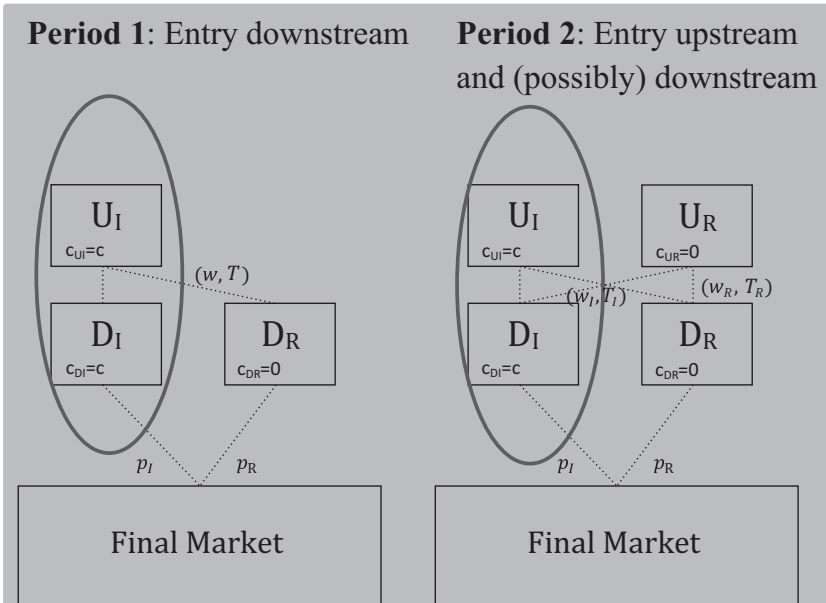 Period 1: Entry downstream
U_I
c_UI=c
(w, T)
D_I
c_DI=c
D_R
c_DR=0
p_I
p_R
Final Market
Period 2: Entry upstream
and (possibly) downstream
U_I
c_UI=c
U_R
c_UR=0
(w_I, T_I)
(w_R, T_R)
D_I
c_DI=c
D_R
c_DR=0
p_I
p_R
Final Market